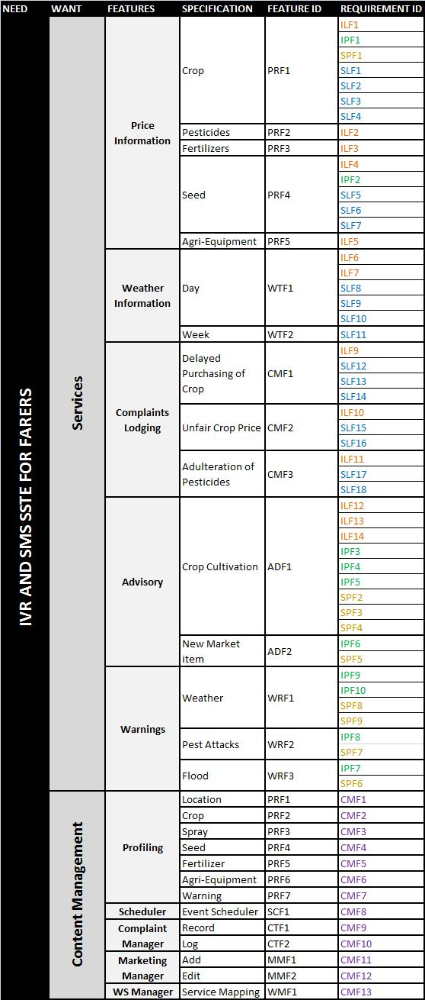 NEED WANT FEATURES SPECIFICATION FEATURE ID REQUIREMENT ID
IVR AND SMS SSTE FOR FARERS
Services
Price
Information
Crop PRF1
ILF1
IPF1
SPF1
SLF1
SLF2
SLF3
SLF4
Pesticides PRF2 ILF2
Fertilizers PRF3 ILF3
Seed PRF4
ILF4
IPF2
SLF5
SLF6
SLF7
Agri-Equipment PRF5 ILF5
Weather
Information
Day WTF1
ILF6
ILF7
SLF8
SLF9
SLF10
Week WTF2 SLF11
Complaints
Lodging
Delayed
Purchasing of
Crop
CMF1
ILF9
SLF12
SLF13
SLF14
Unfair Crop Price CMF2
ILF10
SLF15
SLF16
Adulteration of
Pesticides
CMF3
ILF11
SLF17
SLF18
Advisory
Crop Cultivation ADF1
ILF12
ILF13
ILF14
IPF3
IPF4
IPF5
SPF2
SPF3
SPF4
New Market
item
ADF2
IPF6
SPF5
Warnings
Weather WRF1
IPF9
IPF10
SPF8
SPF9
Pest Attacks WRF2
IPF8
SPF7
Flood WRF3
IPF7
SPF6
Content Management
Profiling
Location PRF1 CMF1
Crop PRF2 CMF2
Spray PRF3 CMF3
Seed PRF4 CMF4
Fertilizer PRF5 CMF5
Agri-Equipment PRF6 CMF6
Warning PRF7 CMF7
Scheduler Event Scheduler SCF1 CMF8
Complaint
Manager
Record CTF1 CMF9
Log CTF2 CMF10
Marketing
Manager
Add MMF1 CMF11
Edit MMF2 CMF12
WS Manager Service Mapping WMF1 CMF13